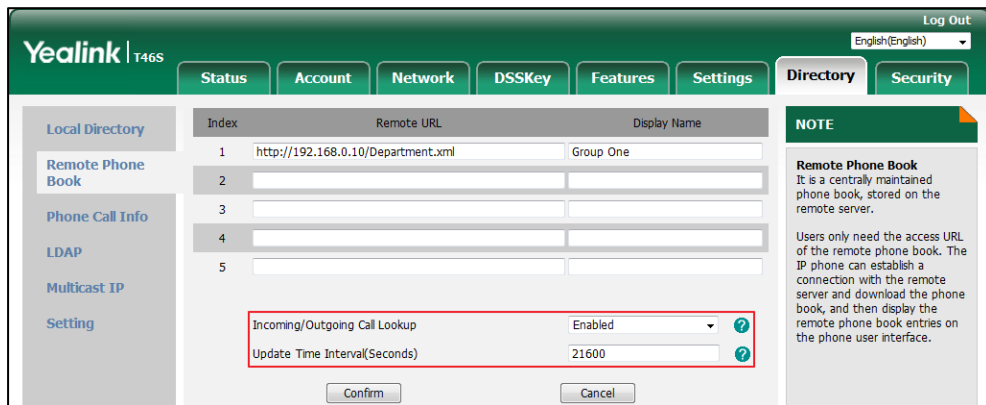 Log Out
Yealink T46S
English(English)
Status Account Network DSSKey Features Settings Directory Security
Local Directory
Remote Phone
Book
Phone Call Info
LDAP
Multicast IP
Setting
Index Remote URL Display Name
1 http://192.168.0.10/Department.xml Group One
2
3
4
5
Incoming/Outgoing Call Lookup Enabled ?
Update Time Interval(Seconds) 21600 ?
Confirm Cancel
NOTE
Remote Phone Book
It is a centrally maintained
phone book, stored on the
remote server.
Users only need the access URL
of the remote phone book. The
IP phone can establish a
connection with the remote
server and download the phone
book, and then display the
remote phone book entries on
the phone user interface.